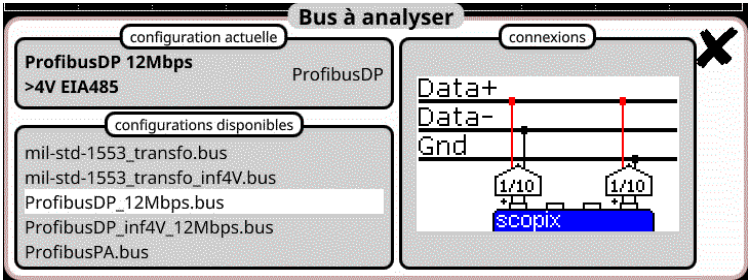 Bus à analyser
configuration actuelle
ProfibusDP 12Mbps
>4V EIA485
ProfibusDP
configurations disponibles
mil-std-1553_transfo.bus
mil-std-1553_transfo_inf4V.bus
ProfibusDP_12Mbps.bus
ProfibusDP_inf4V_12Mbps.bus
ProfibusPA.bus
connexions
Data+
Data-
Gnd
1/10 1/10
+ +
scopix